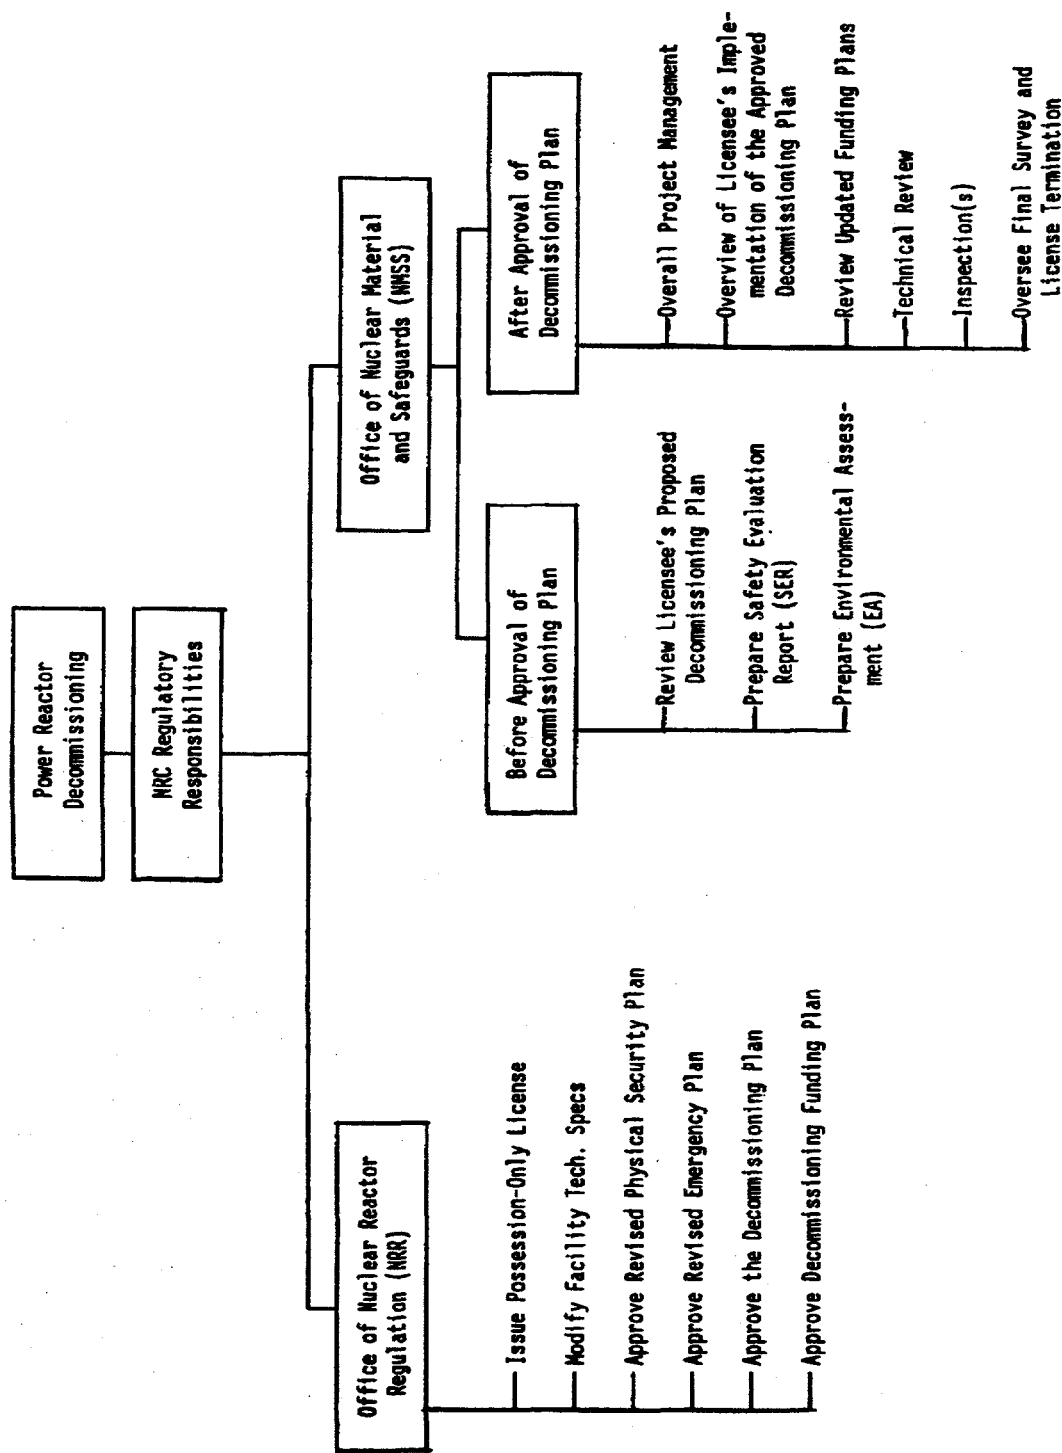 Power Reactor
Decommissioning
NRC Regulatory
Responsibilities
Office of Nuclear Reactor
Regulation (NRR)
Issue Possession-Only License
Modify Facility Tech. Specs
Approve Revised Physical Security Plan
Approve Revised Emergency Plan
Approve the Decommissioning Plan
Approve Decommissioning Funding Plan
Office of Nuclear Material
and Safeguards (NMSS)
Before Approval of
Decommissioning Plan
Review Licensee's Proposed
Decommissioning Plan
Prepare Safety Evaluation
Report (SER)
Prepare Environmental Assess-
ment (EA)
After Approval of
Decommissioning Plan
Overall Project Management
Overview of Licensee's Imple-
mentation of the Approved
Decommissioning Plan
Review Updated Funding Plans
Technical Review
Inspection(s)
Oversee Final Survey and
License Termination